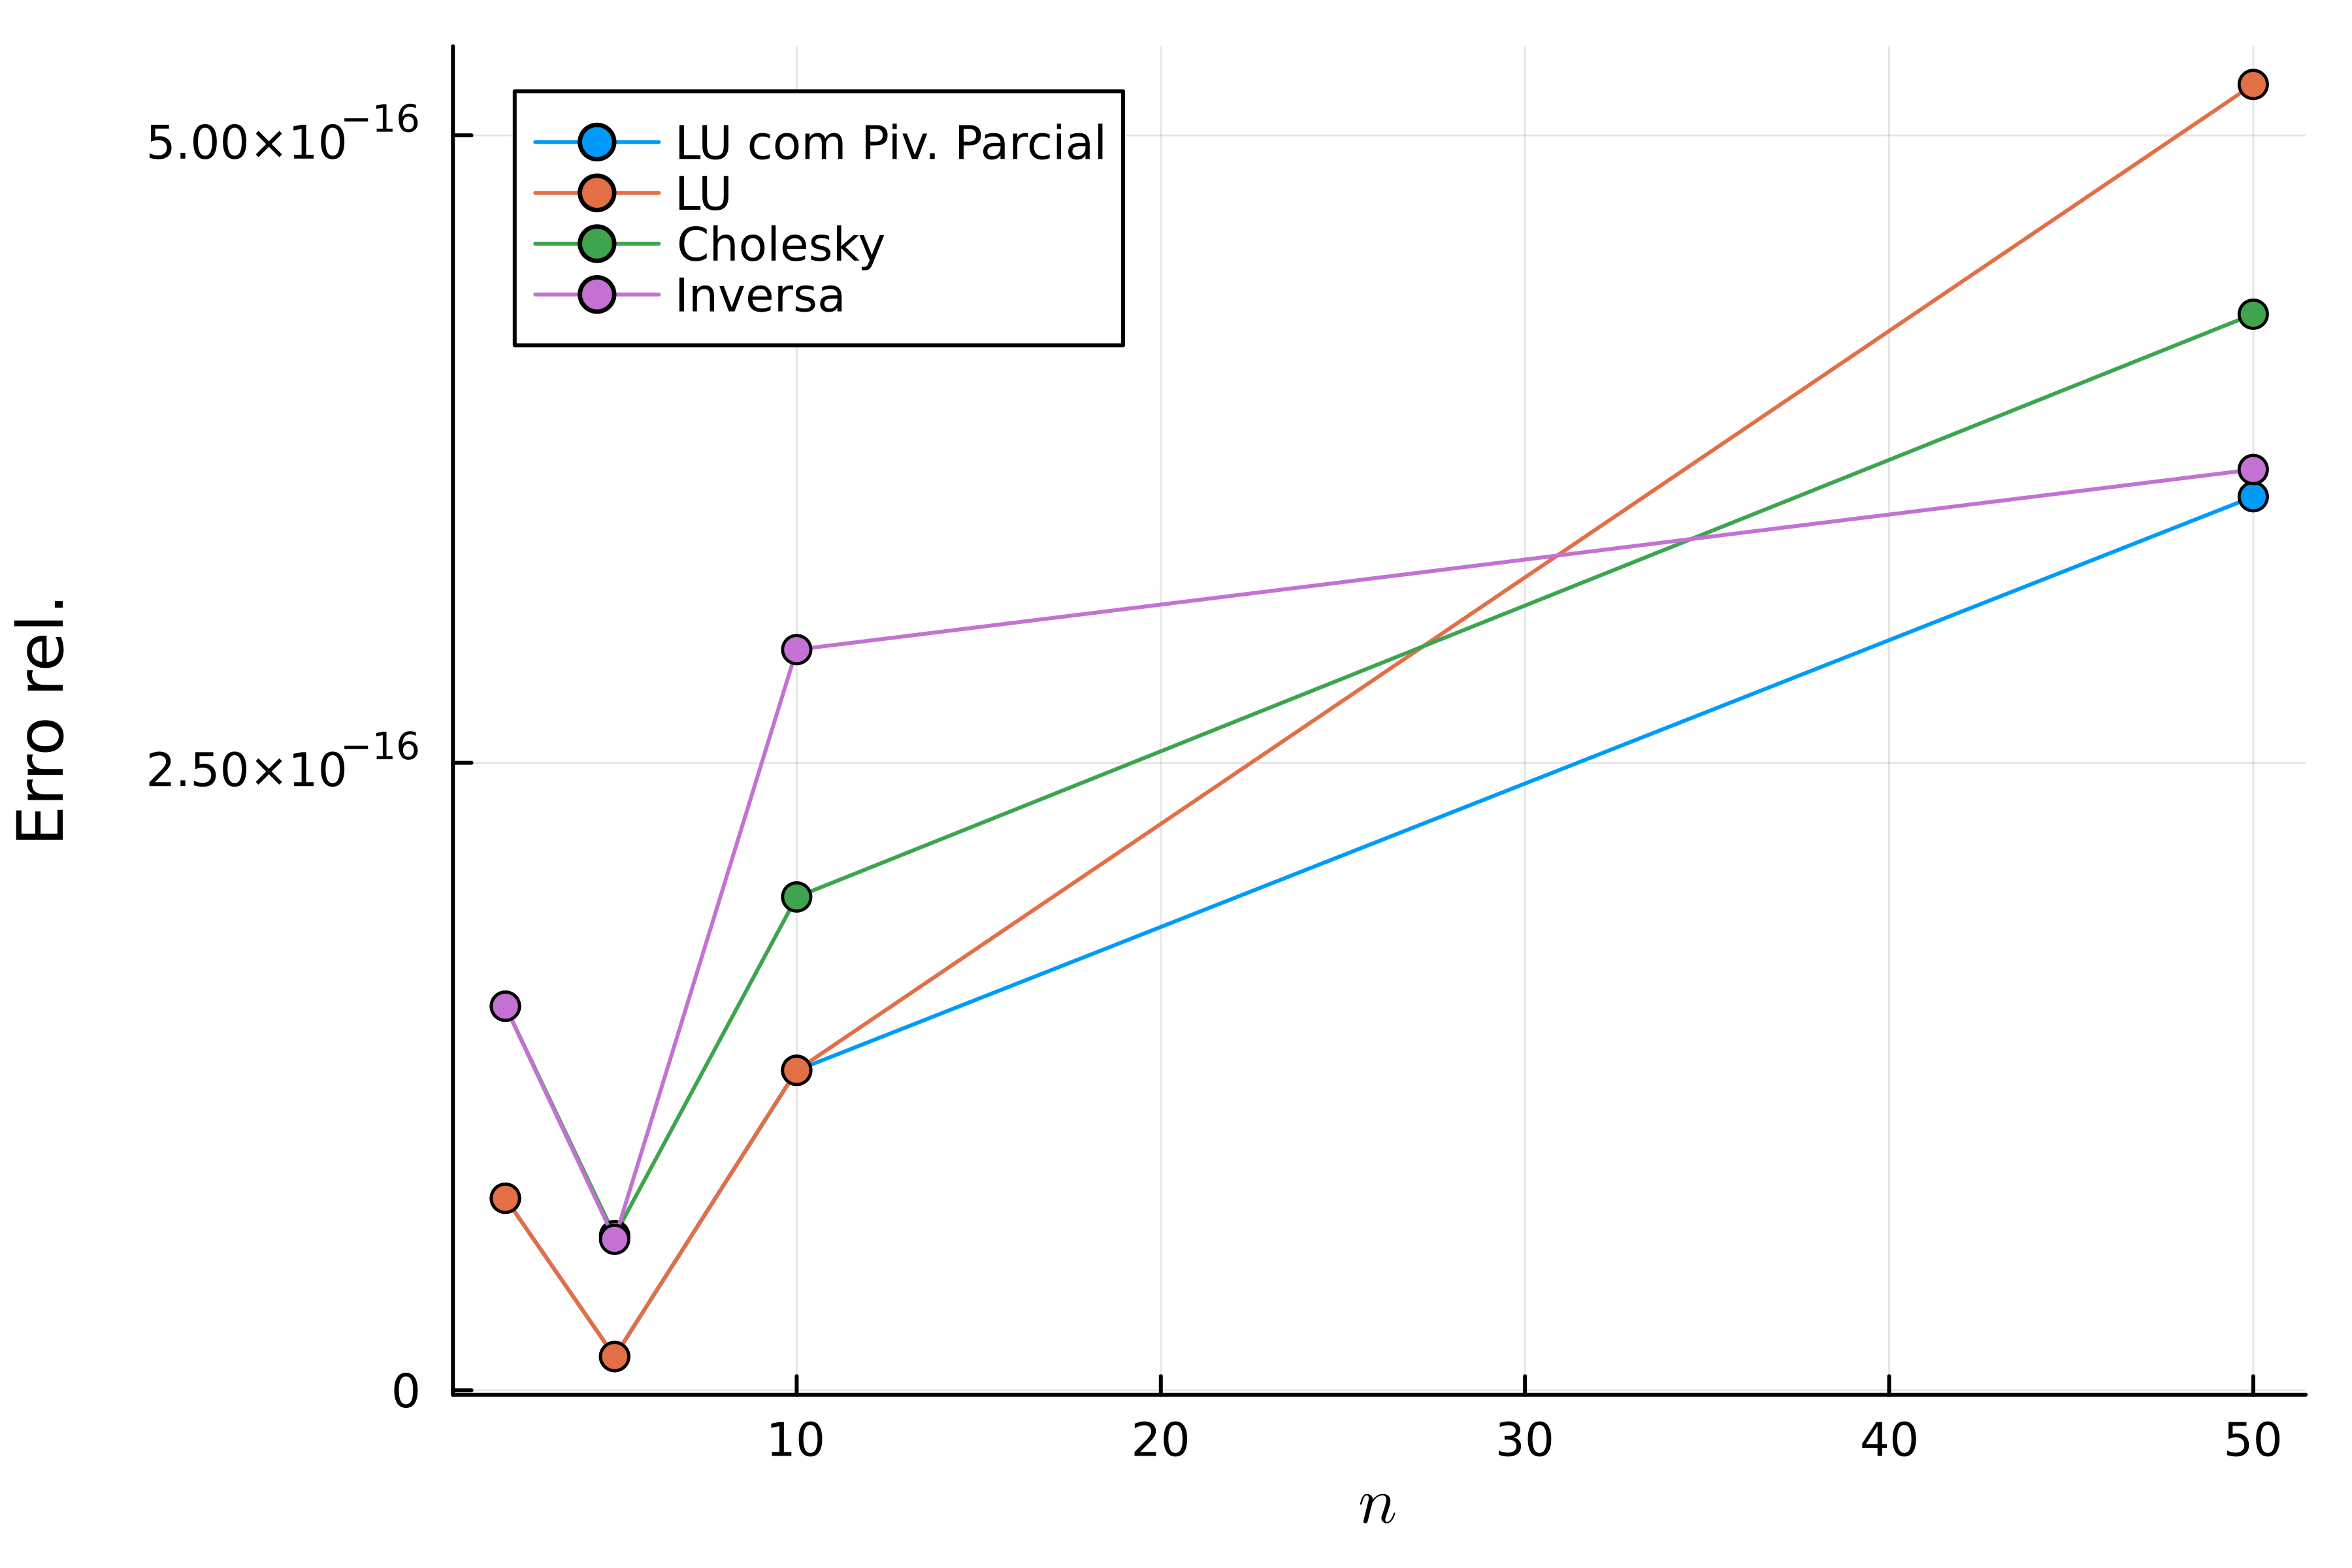 5.00×10⁻¹⁶
LU com Piv. Parcial
LU
Cholesky
Inversa
Erro rel.
2.50×10⁻¹⁶
0
10 20 30 40 50
n